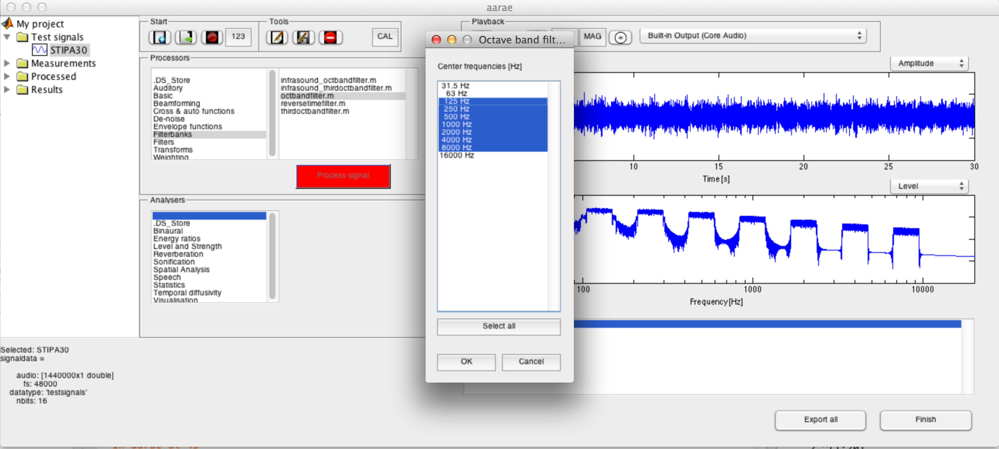 aarae
My project
Test signals
STIPA30
Measurements
Processed
Results
Start
123
Tools
CAL
Playback
MAG
Built-in Output (Core Audio)
Processors
.DS_Store
Auditory
Basic
Beamforming
Cross & auto functions
De-noise
Envelope functions
Filterbanks
Filters
Transforms
Weighting
infrasound_octbandfilter.m
infrasound_thirdoctbandfilter.m
octbandfilter.m
reversetimefilter.m
thirdoctbandfilter.m
Process signal
Analysers
.DS_Store
Binaural
Energy ratios
Level and Strength
Reverberation
Sonification
Spatial Analysis
Speech
Statistics
Temporal diffusivity
Visualisation
Octave band filt...
Center frequencies [Hz]
31.5 Hz
63 Hz
125 Hz
250 Hz
500 Hz
1000 Hz
2000 Hz
4000 Hz
8000 Hz
16000 Hz
Select all
OK Cancel
Amplitude
10 15 20 25 30
Time [s]
Level
100 1000 10000
Frequency [Hz]
Selected: STIPA30
signaldata =
audio: [1440000x1 double]
fs: 48000
datatype: 'testsignals'
nbits: 16
Export all Finish